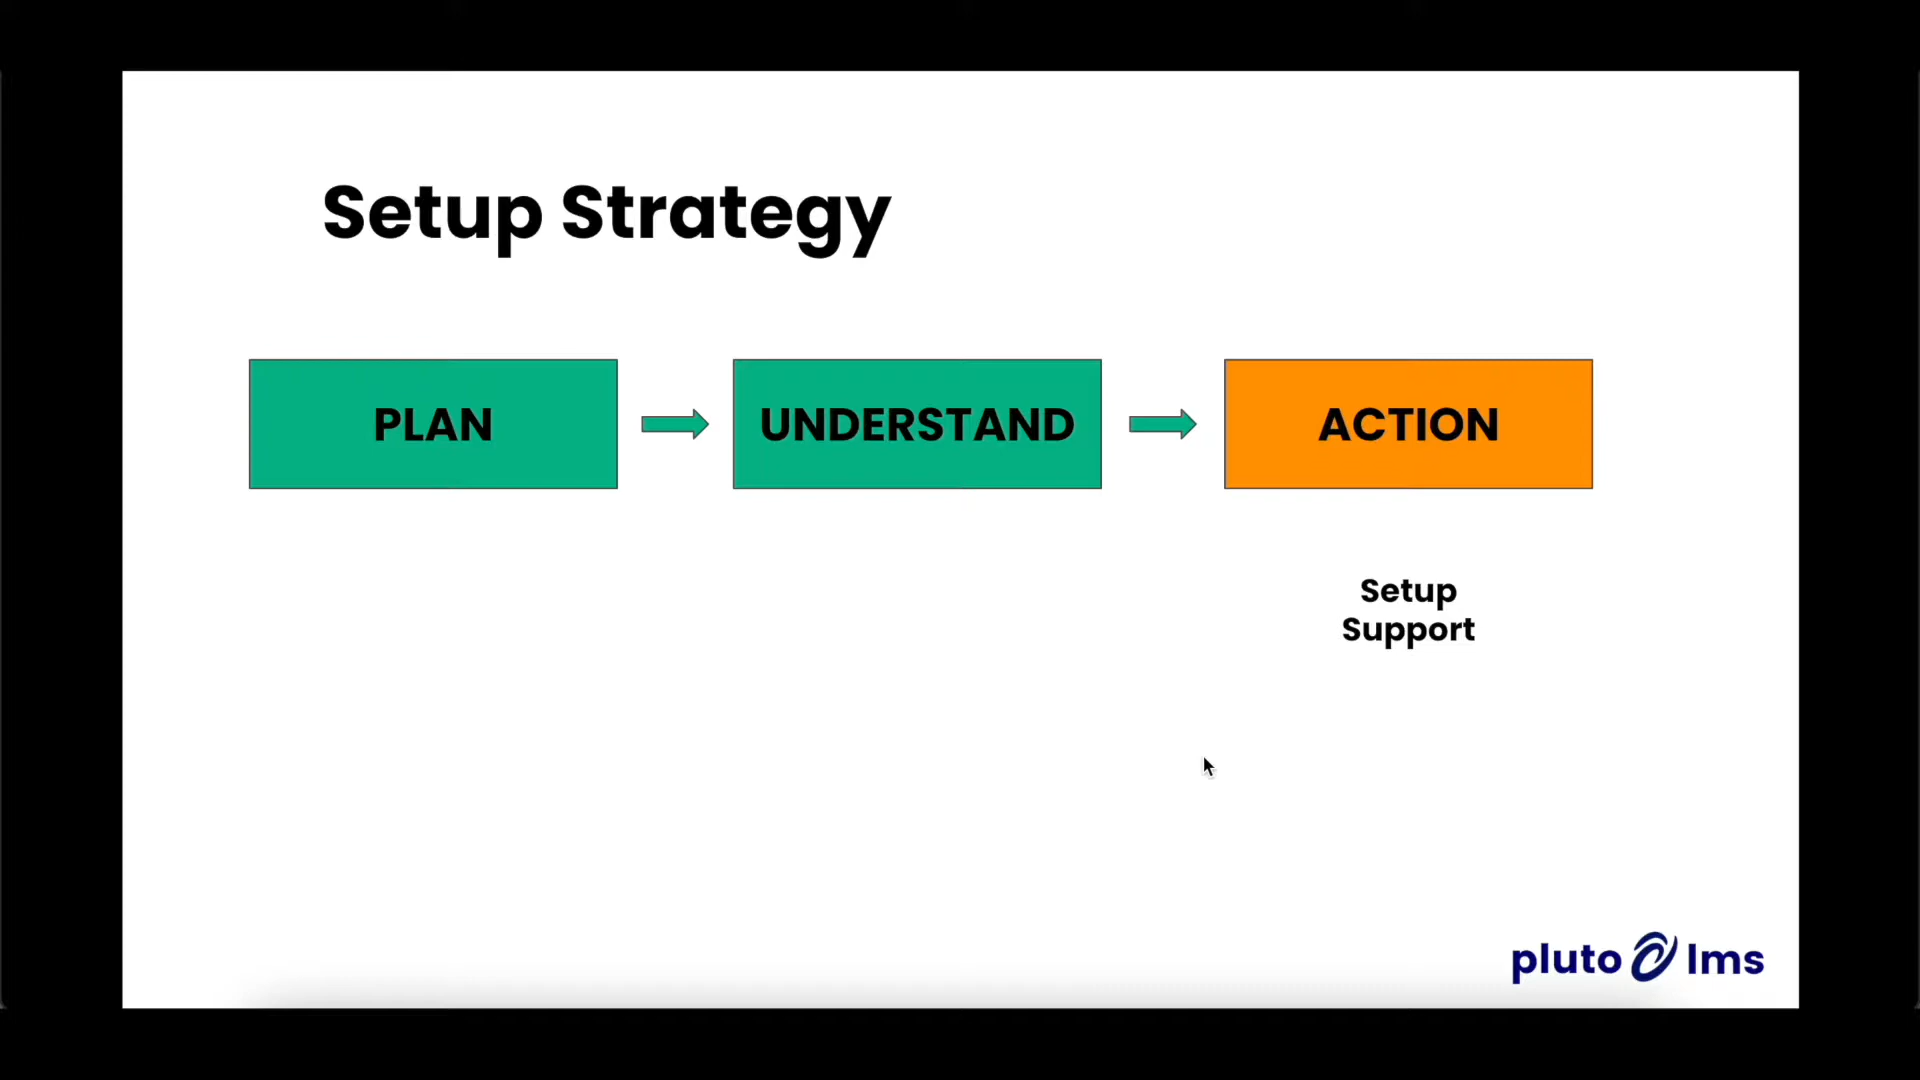 Setup Strategy
PLAN
UNDERSTAND
ACTION
Setup
Support
pluto lms